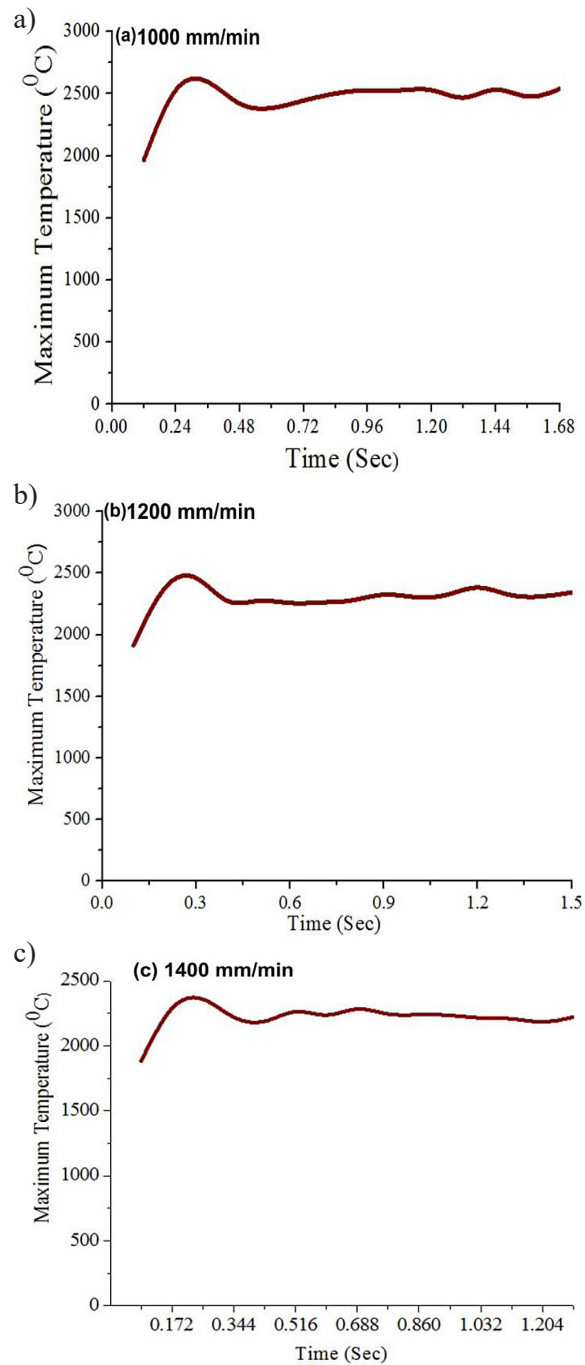 a)
(a)1000 mm/min
Maximum Temperature (⁰C)
3000
2500
2000
1500
1000
500
0
0.00 0.24 0.48 0.72 0.96 1.20 1.44 1.68
Time (Sec)
b)
(b)1200 mm/min
Maximum Temperature (⁰C)
3000
2500
2000
1500
1000
500
0
0.0 0.3 0.6 0.9 1.2 1.5
Time (Sec)
c)
(c) 1400 mm/min
Maximum Temperature (⁰C)
2500
2000
1500
1000
500
0
0.172 0.344 0.516 0.688 0.860 1.032 1.204
Time (Sec)